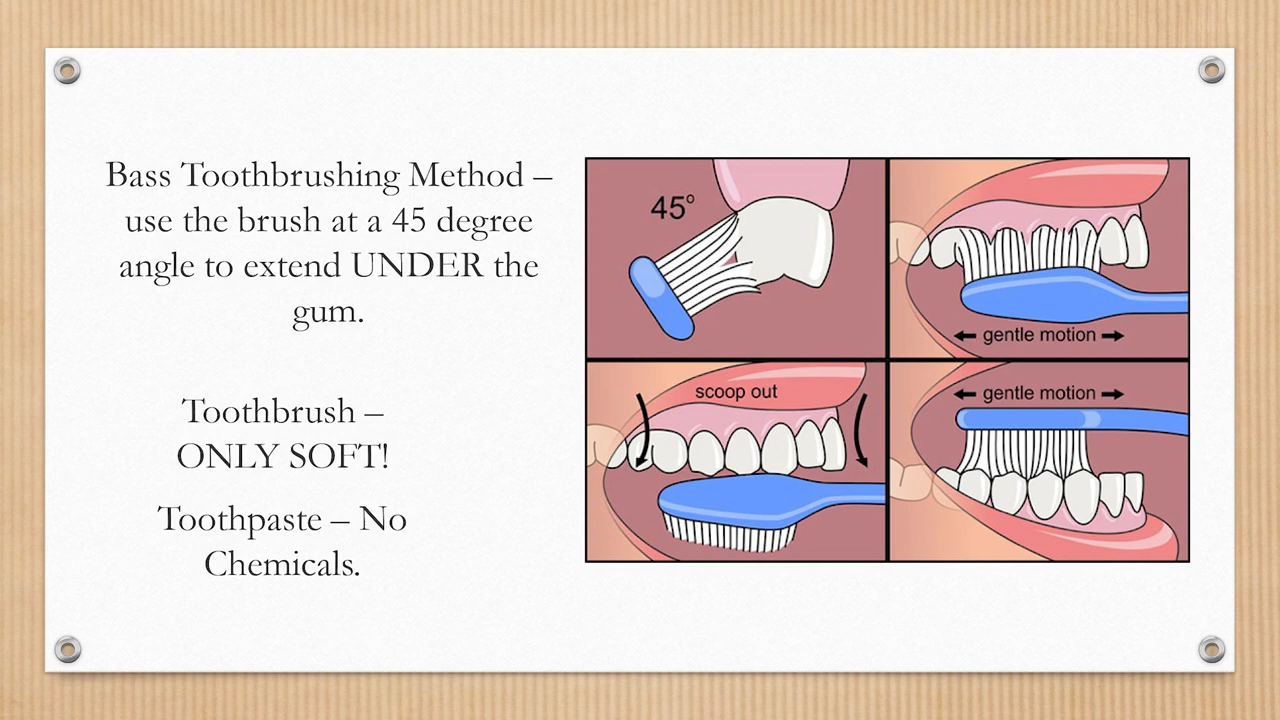 Bass Toothbrushing Method –
use the brush at a 45 degree
angle to extend UNDER the
gum.
Toothbrush –
ONLY SOFT!
Toothpaste – No
Chemicals.
45°
gentle motion
scoop out
gentle motion